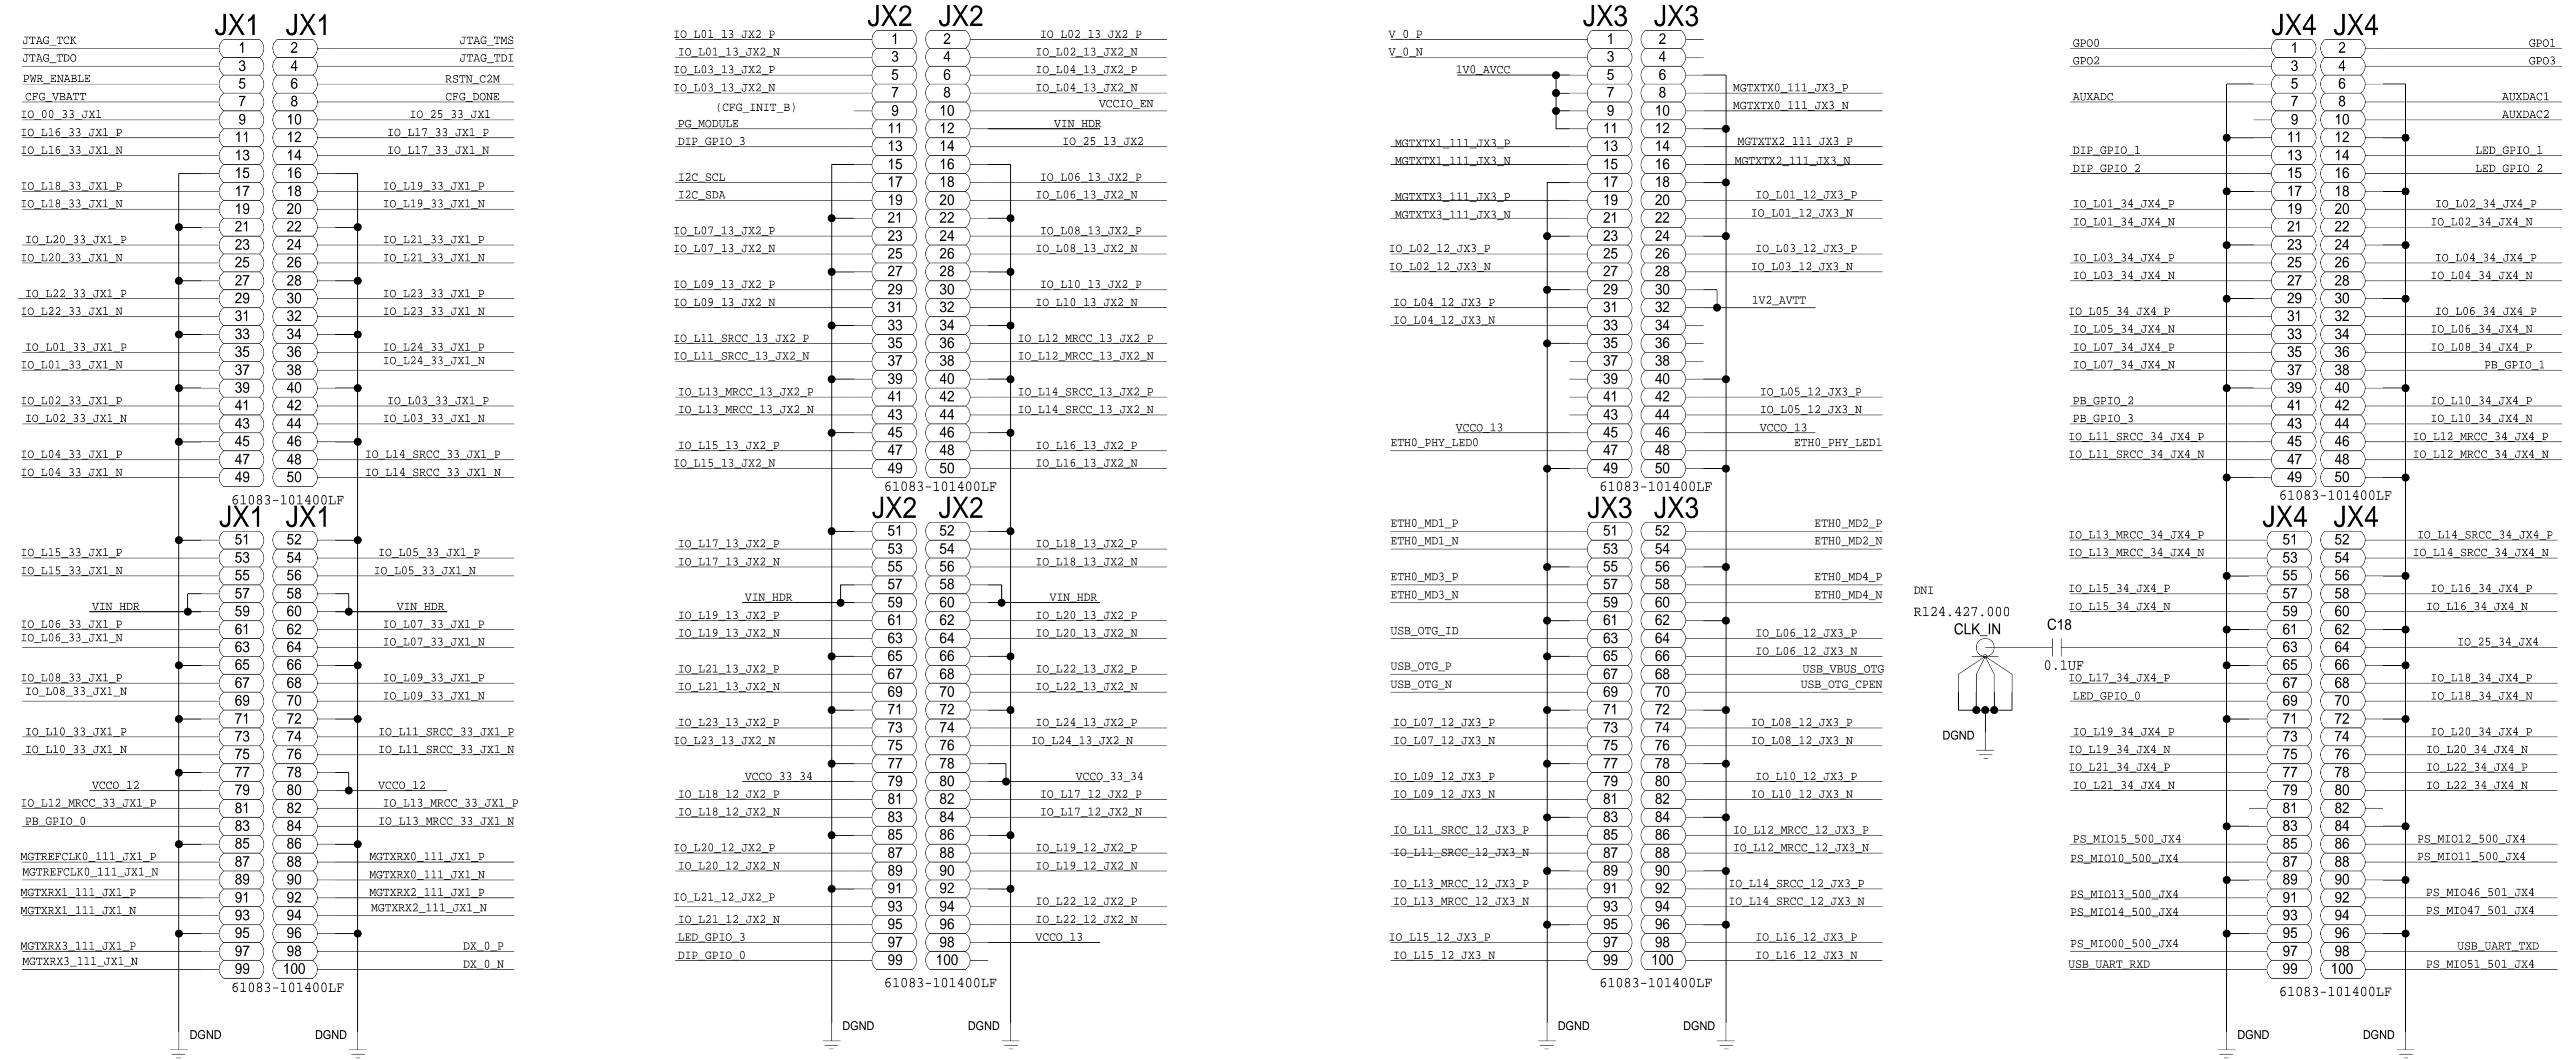 JX1 JX1
JTAG_TCK 1 2 JTAG_TMS
JTAG_TDO 3 4 JTAG_TDI
PWR_ENABLE 5 6 RSTN_C2M
CFG_VBATT 7 8 CFG_DONE
IO_00_33_JX1 9 10 IO_25_33_JX1
IO_L16_33_JX1_P 11 12 IO_L17_33_JX1_P
IO_L16_33_JX1_N 13 14 IO_L17_33_JX1_N
15 16
IO_L18_33_JX1_P 17 18 IO_L19_33_JX1_P
IO_L18_33_JX1_N 19 20 IO_L19_33_JX1_N
21 22
IO_L20_33_JX1_P 23 24 IO_L21_33_JX1_P
IO_L20_33_JX1_N 25 26 IO_L21_33_JX1_N
27 28
IO_L22_33_JX1_P 29 30 IO_L23_33_JX1_P
IO_L22_33_JX1_N 31 32 IO_L23_33_JX1_N
33 34
IO_L01_33_JX1_P 35 36 IO_L24_33_JX1_P
IO_L01_33_JX1_N 37 38 IO_L24_33_JX1_N
39 40
IO_L02_33_JX1_P 41 42 IO_L03_33_JX1_P
IO_L02_33_JX1_N 43 44 IO_L03_33_JX1_N
45 46
IO_L04_33_JX1_P 47 48 IO_L14_SRCC_33_JX1_P
IO_L04_33_JX1_N 49 50 IO_L14_SRCC_33_JX1_N
61083-101400LF
JX1 JX1
51 52
IO_L15_33_JX1_P 53 54 IO_L05_33_JX1_P
IO_L15_33_JX1_N 55 56 IO_L05_33_JX1_N
57 58
VIN_HDR 59 60 VIN_HDR
IO_L06_33_JX1_P 61 62 IO_L07_33_JX1_P
IO_L06_33_JX1_N 63 64 IO_L07_33_JX1_N
65 66
IO_L08_33_JX1_P 67 68 IO_L09_33_JX1_P
IO_L08_33_JX1_N 69 70 IO_L09_33_JX1_N
71 72
IO_L10_33_JX1_P 73 74 IO_L11_SRCC_33_JX1_P
IO_L10_33_JX1_N 75 76 IO_L11_SRCC_33_JX1_N
77 78
VCCO_12 79 80 VCCO_12
IO_L12_MRCC_33_JX1_P 81 82 IO_L13_MRCC_33_JX1_P
PB_GPIO_0 83 84 IO_L13_MRCC_33_JX1_N
85 86
MGTREFCLK0_111_JX1_P 87 88 MGTXRX0_111_JX1_P
MGTREFCLK0_111_JX1_N 89 90 MGTXRX0_111_JX1_N
MGTXRX1_111_JX1_P 91 92 MGTXRX2_111_JX1_P
MGTXRX1_111_JX1_N 93 94 MGTXRX2_111_JX1_N
95 96
MGTXRX3_111_JX1_P 97 98 DX_0_P
MGTXRX3_111_JX1_N 99 100 DX_0_N
61083-101400LF
DGND DGND
JX2 JX2
IO_L01_13_JX2_P 1 2 IO_L02_13_JX2_P
IO_L01_13_JX2_N 3 4 IO_L02_13_JX2_N
IO_L03_13_JX2_P 5 6 IO_L04_13_JX2_P
IO_L03_13_JX2_N 7 8 IO_L04_13_JX2_N
(CFG_INIT_B) 9 10 VCCIO_EN
PG_MODULE 11 12 VIN_HDR
DIP_GPIO_3 13 14 IO_25_13_JX2
15 16
I2C_SCL 17 18 IO_L06_13_JX2_P
I2C_SDA 19 20 IO_L06_13_JX2_N
21 22
IO_L07_13_JX2_P 23 24 IO_L08_13_JX2_P
IO_L07_13_JX2_N 25 26 IO_L08_13_JX2_N
27 28
IO_L09_13_JX2_P 29 30 IO_L10_13_JX2_P
IO_L09_13_JX2_N 31 32 IO_L10_13_JX2_N
33 34
IO_L11_SRCC_13_JX2_P 35 36 IO_L12_MRCC_13_JX2_P
IO_L11_SRCC_13_JX2_N 37 38 IO_L12_MRCC_13_JX2_N
39 40
IO_L13_MRCC_13_JX2_P 41 42 IO_L14_SRCC_13_JX2_P
IO_L13_MRCC_13_JX2_N 43 44 IO_L14_SRCC_13_JX2_N
45 46
IO_L15_13_JX2_P 47 48 IO_L16_13_JX2_P
IO_L15_13_JX2_N 49 50 IO_L16_13_JX2_N
61083-101400LF
JX2 JX2
51 52
IO_L17_13_JX2_P 53 54 IO_L18_13_JX2_P
IO_L17_13_JX2_N 55 56 IO_L18_13_JX2_N
57 58
VIN_HDR 59 60 VIN_HDR
IO_L19_13_JX2_P 61 62 IO_L20_13_JX2_P
IO_L19_13_JX2_N 63 64 IO_L20_13_JX2_N
65 66
IO_L21_13_JX2_P 67 68 IO_L22_13_JX2_P
IO_L21_13_JX2_N 69 70 IO_L22_13_JX2_N
71 72
IO_L23_13_JX2_P 73 74 IO_L24_13_JX2_P
IO_L23_13_JX2_N 75 76 IO_L24_13_JX2_N
77 78
VCCO_33_34 79 80 VCCO_33_34
IO_L18_12_JX2_P 81 82 IO_L17_12_JX2_P
IO_L18_12_JX2_N 83 84 IO_L17_12_JX2_N
85 86
IO_L20_12_JX2_P 87 88 IO_L19_12_JX2_P
IO_L20_12_JX2_N 89 90 IO_L19_12_JX2_N
91 92
IO_L21_12_JX2_P 93 94 IO_L22_12_JX2_P
IO_L21_12_JX2_N 95 96 IO_L22_12_JX2_N
LED_GPIO_3 97 98 VCCO_13
DIP_GPIO_0 99 100
61083-101400LF
DGND DGND
JX3 JX3
V_0_P 1 2
V_0_N 3 4
1V0_AVCC 5 6
7 8 MGTXTX0_111_JX3_P
9 10 MGTXTX0_111_JX3_N
11 12
MGTXTX1_111_JX3_P 13 14 MGTXTX2_111_JX3_P
MGTXTX1_111_JX3_N 15 16 MGTXTX2_111_JX3_N
17 18
MGTXTX3_111_JX3_P 19 20 IO_L01_12_JX3_P
MGTXTX3_111_JX3_N 21 22 IO_L01_12_JX3_N
23 24
IO_L02_12_JX3_P 25 26 IO_L03_12_JX3_P
IO_L02_12_JX3_N 27 28 IO_L03_12_JX3_N
29 30
IO_L04_12_JX3_P 31 32 1V2_AVTT
IO_L04_12_JX3_N 33 34
35 36
37 38
39 40
41 42 IO_L05_12_JX3_P
43 44 IO_L05_12_JX3_N
VCCO_13 45 46 VCCO_13
ETH0_PHY_LED0 47 48 ETH0_PHY_LED1
49 50
61083-101400LF
JX3 JX3
ETH0_MD1_P 51 52 ETH0_MD2_P
ETH0_MD1_N 53 54 ETH0_MD2_N
55 56
ETH0_MD3_P 57 58 ETH0_MD4_P
ETH0_MD3_N 59 60 ETH0_MD4_N
61 62
USB_OTG_ID 63 64 IO_L06_12_JX3_P
65 66 IO_L06_12_JX3_N
USB_OTG_P 67 68 USB_VBUS_OTG
USB_OTG_N 69 70 USB_OTG_CPEN
71 72
IO_L07_12_JX3_P 73 74 IO_L08_12_JX3_P
IO_L07_12_JX3_N 75 76 IO_L08_12_JX3_N
77 78
IO_L09_12_JX3_P 79 80 IO_L10_12_JX3_P
IO_L09_12_JX3_N 81 82 IO_L10_12_JX3_N
83 84
IO_L11_SRCC_12_JX3_P 85 86 IO_L12_MRCC_12_JX3_P
IO_L11_SRCC_12_JX3_N 87 88 IO_L12_MRCC_12_JX3_N
89 90
IO_L13_MRCC_12_JX3_P 91 92 IO_L14_SRCC_12_JX3_P
IO_L13_MRCC_12_JX3_N 93 94 IO_L14_SRCC_12_JX3_N
95 96
IO_L15_12_JX3_P 97 98 IO_L16_12_JX3_P
IO_L15_12_JX3_N 99 100 IO_L16_12_JX3_N
61083-101400LF
DGND DGND
DNI
R124.427.000
CLK_IN
C18
0.1UF
DGND
JX4 JX4
GPO0 1 2 GPO1
GPO2 3 4 GPO3
5 6
AUXADC 7 8 AUXDAC1
9 10 AUXDAC2
11 12
DIP_GPIO_1 13 14 LED_GPIO_1
DIP_GPIO_2 15 16 LED_GPIO_2
17 18
IO_L01_34_JX4_P 19 20 IO_L02_34_JX4_P
IO_L01_34_JX4_N 21 22 IO_L02_34_JX4_N
23 24
IO_L03_34_JX4_P 25 26 IO_L04_34_JX4_P
IO_L03_34_JX4_N 27 28 IO_L04_34_JX4_N
29 30
IO_L05_34_JX4_P 31 32 IO_L06_34_JX4_P
IO_L05_34_JX4_N 33 34 IO_L06_34_JX4_N
IO_L07_34_JX4_P 35 36 IO_L08_34_JX4_P
IO_L07_34_JX4_N 37 38 PB_GPIO_1
39 40
PB_GPIO_2 41 42 IO_L10_34_JX4_P
PB_GPIO_3 43 44 IO_L10_34_JX4_N
IO_L11_SRCC_34_JX4_P 45 46 IO_L12_MRCC_34_JX4_P
IO_L11_SRCC_34_JX4_N 47 48 IO_L12_MRCC_34_JX4_N
49 50
61083-101400LF
JX4 JX4
IO_L13_MRCC_34_JX4_P 51 52 IO_L14_SRCC_34_JX4_P
IO_L13_MRCC_34_JX4_N 53 54 IO_L14_SRCC_34_JX4_N
55 56
IO_L15_34_JX4_P 57 58 IO_L16_34_JX4_P
IO_L15_34_JX4_N 59 60 IO_L16_34_JX4_N
61 62
63 64 IO_25_34_JX4
65 66
IO_L17_34_JX4_P 67 68 IO_L18_34_JX4_P
LED_GPIO_0 69 70 IO_L18_34_JX4_N
71 72
IO_L19_34_JX4_P 73 74 IO_L20_34_JX4_P
IO_L19_34_JX4_N 75 76 IO_L20_34_JX4_N
IO_L21_34_JX4_P 77 78 IO_L22_34_JX4_P
IO_L21_34_JX4_N 79 80 IO_L22_34_JX4_N
81 82
83 84
PS_MIO15_500_JX4 85 86 PS_MIO12_500_JX4
PS_MIO10_500_JX4 87 88 PS_MIO11_500_JX4
89 90
PS_MIO13_500_JX4 91 92 PS_MIO46_501_JX4
PS_MIO14_500_JX4 93 94 PS_MIO47_501_JX4
95 96
PS_MIO00_500_JX4 97 98 USB_UART_TXD
USB_UART_RXD 99 100 PS_MIO51_501_JX4
61083-101400LF
DGND DGND